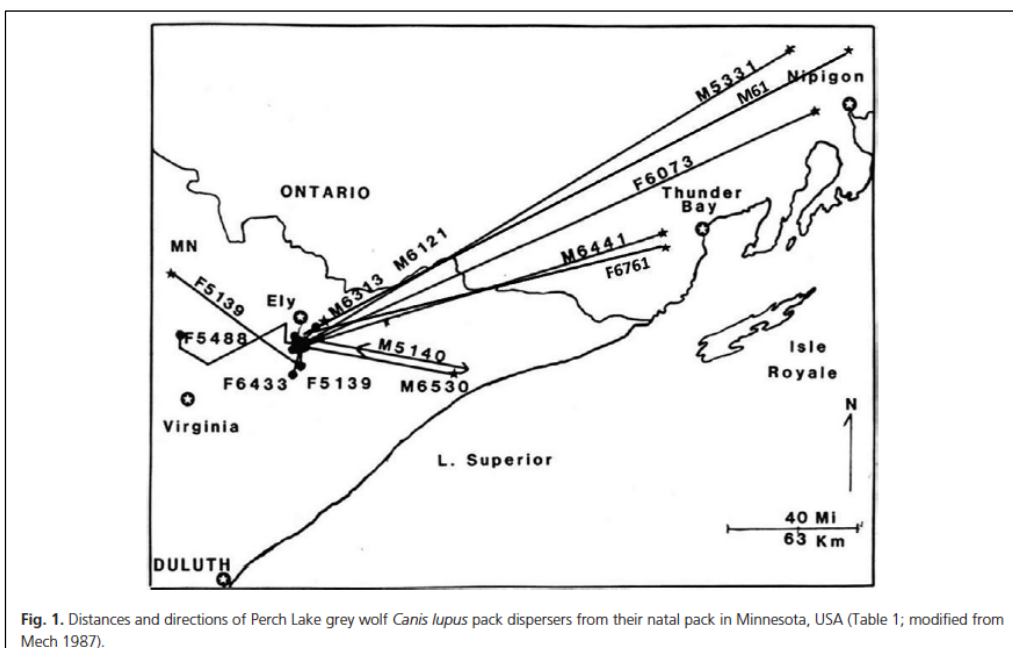 M5331
Nipigon
M61
F6073
ONTARIO
Thunder
Bay
M6121
M6441
MN
F6761
M6313
F5139
Ely
F5488
M5140
Isle
Royale
F6433
F5139
M6530
Virginia
N
L. Superior
40 Mi
63 Km
DULUTH
Fig. 1. Distances and directions of Perch Lake grey wolf Canis lupus pack dispersers from their natal pack in Minnesota, USA (Table 1; modified from
Mech 1987).